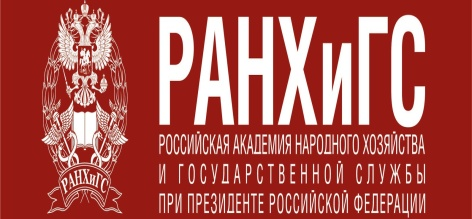 РАНХиГС
РОССИЙСКАЯ АКАДЕМИЯ НАРОДНОГО ХОЗЯЙСТВА
И ГОСУДАРСТВЕННОЙ СЛУЖБЫ
ПРИ ПРЕЗИДЕНТЕ РОССИЙСКОЙ ФЕДЕРАЦИИ
РАНХиГС